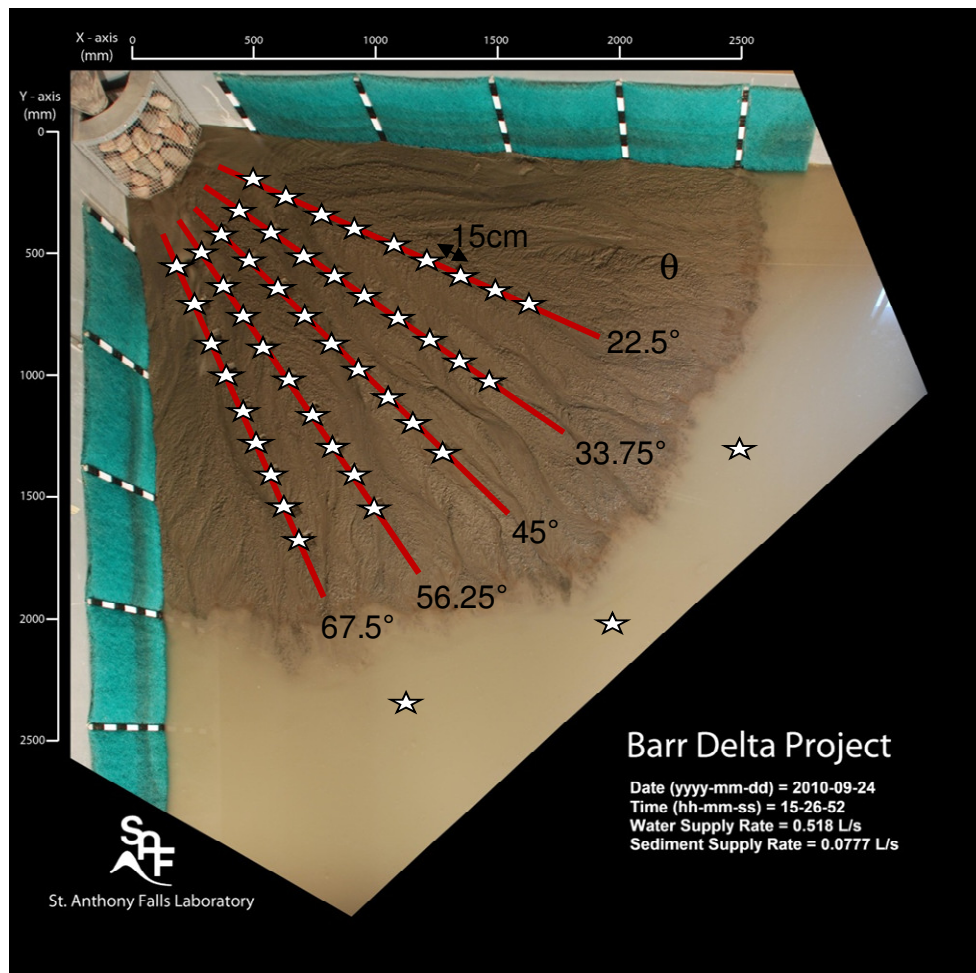 X - axis
(mm)
0
500
1000
1500
2000
2500
Y - axis
(mm)
0
500
1000
1500
2000
2500
15cm
θ
22.5°
33.75°
45°
56.25°
67.5°
Barr Delta Project
Date (yyyy-mm-dd) = 2010-09-24
Time (hh-mm-ss) = 15-26-52
Water Supply Rate = 0.518 L/s
Sediment Supply Rate = 0.0777 L/s
SAF
St. Anthony Falls Laboratory